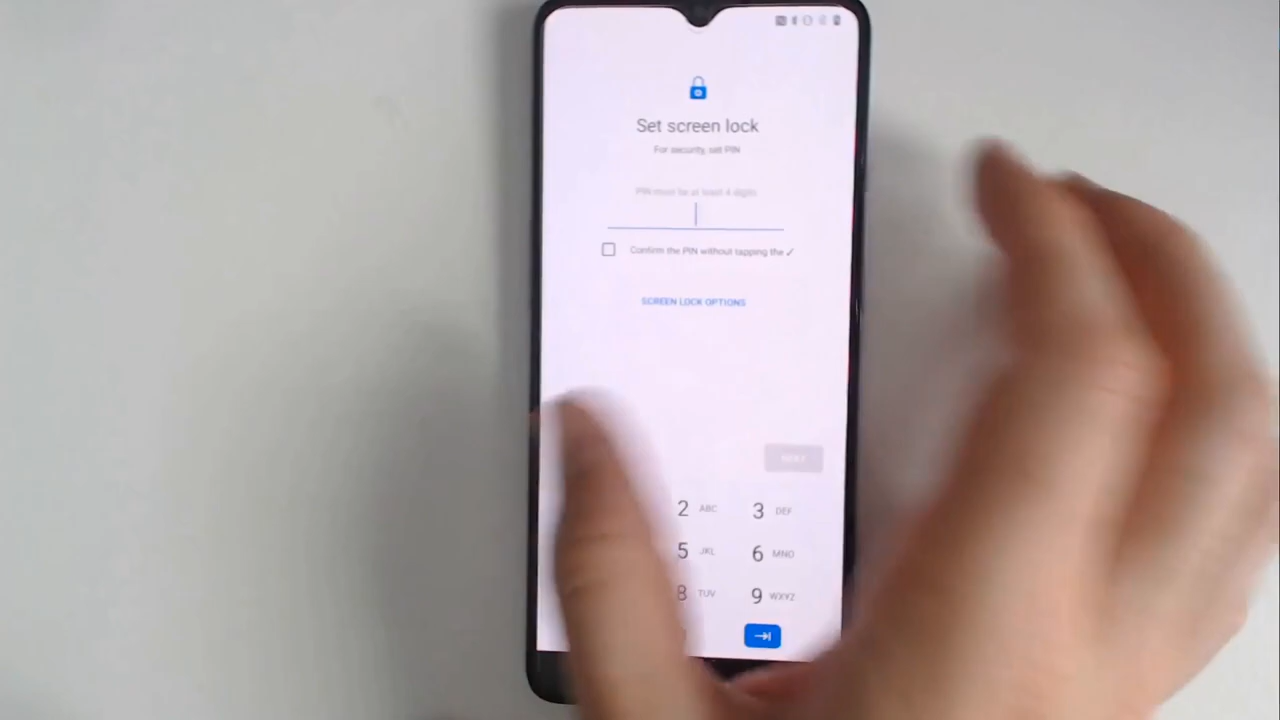 Set screen lock
For security, set PIN
PIN must be at least 4 digits
Confirm the PIN without tapping the ✓
SCREEN LOCK OPTIONS
NEXT
2 ABC 3 DEF
5 JKL 6 MNO
8 TUV 9 WXYZ